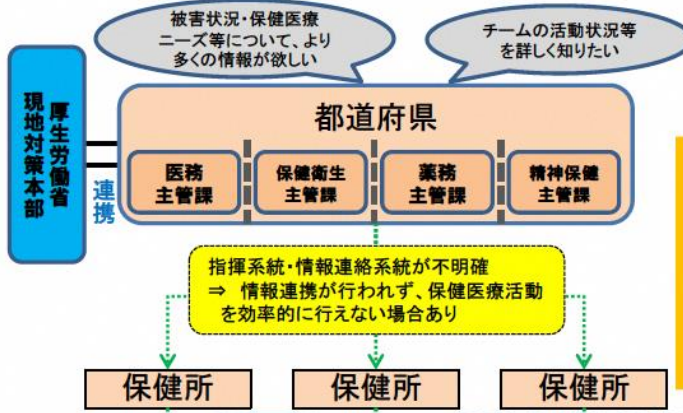 被害状況・保健医療
ニーズ等について、より
多くの情報が欲しい
チームの活動状況等
を詳しく知りたい
厚生労働省
現地対策本部
連携
都道府県
医務
主管課
保健衛生
主管課
薬務
主管課
精神保健
主管課
指揮系統・情報連絡系統が不明確
⇒ 情報連携が行われず、保健医療活動
を効率的に行えない場合あり
保健所
保健所
保健所